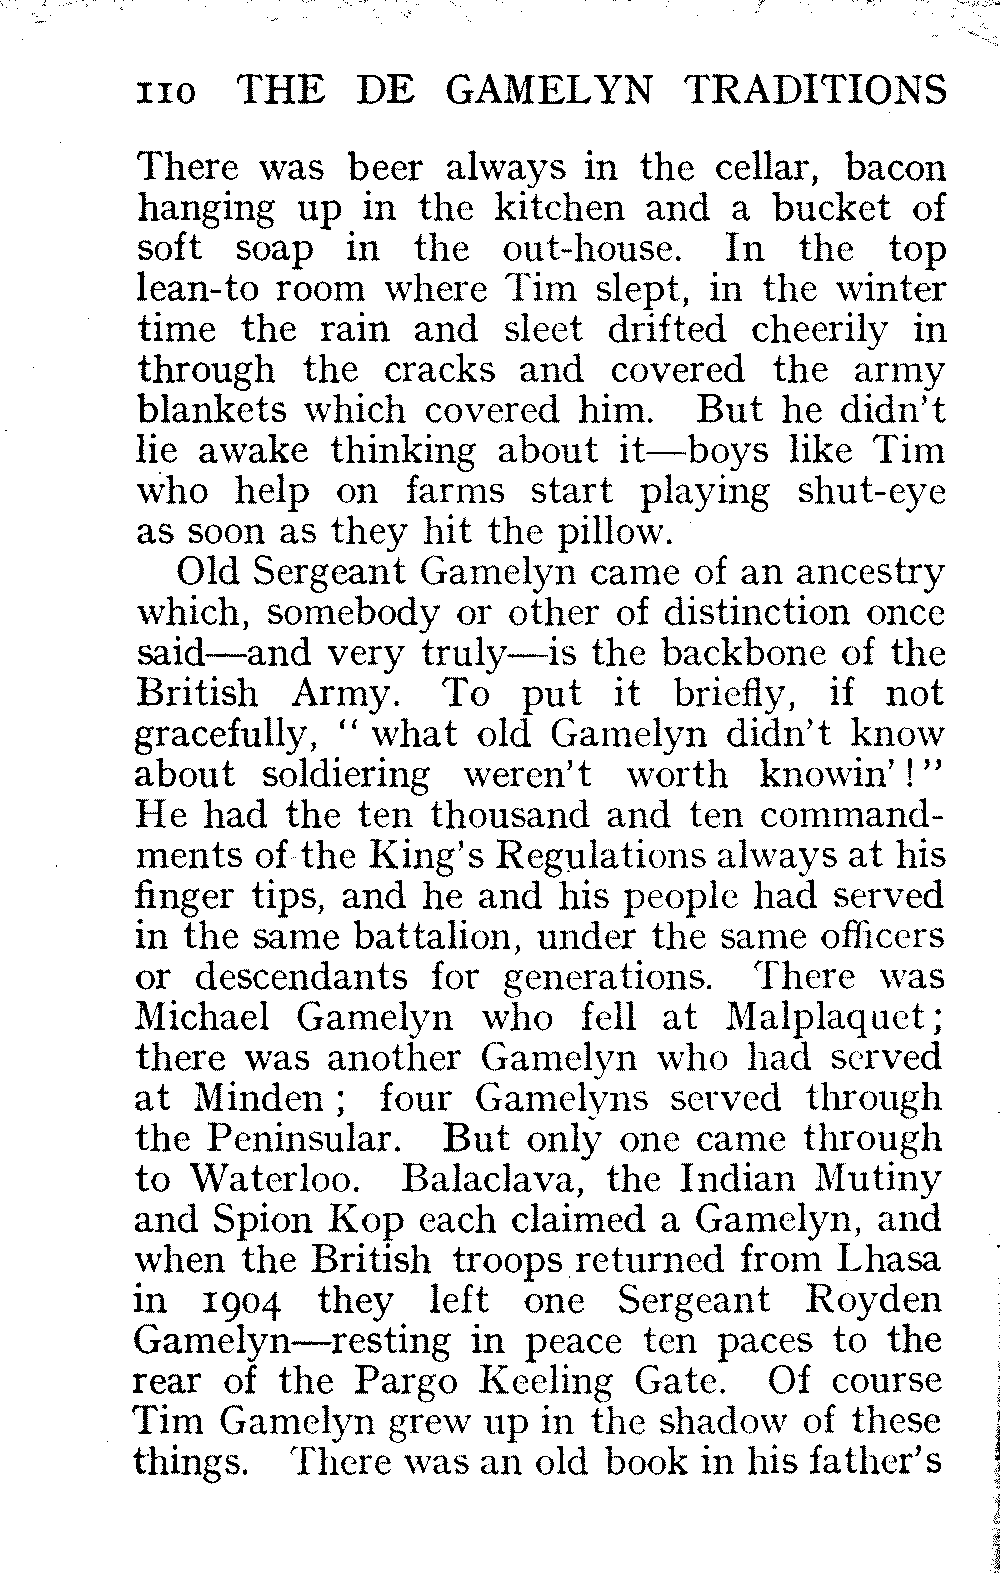 110 THE DE GAMELYN TRADITIONS
There was beer always in the cellar, bacon
hanging up in the kitchen and a bucket of
soft soap in the out-house. In the top
lean-to room where Tim slept, in the winter
time the rain and sleet drifted cheerily in
through the cracks and covered the army
blankets which covered him. But he didn't
lie awake thinking about it—boys like Tim
who help on farms start playing shut-eye
as soon as they hit the pillow.
Old Sergeant Gamelyn came of an ancestry
which, somebody or other of distinction once
said—and very truly—is the backbone of the
British Army. To put it briefly, if not
gracefully, “ what old Gamelyn didn't know
about soldiering weren't worth knowin' ! ”
He had the ten thousand and ten command-
ments of the King's Regulations always at his
finger tips, and he and his people had served
in the same battalion, under the same officers
or descendants for generations. There was
Michael Gamelyn who fell at Malplaquet ;
there was another Gamelyn who had served
at Minden ; four Gamelyns served through
the Peninsular. But only one came through
to Waterloo. Balaclava, the Indian Mutiny
and Spion Kop each claimed a Gamelyn, and
when the British troops returned from Lhasa
in 1904 they left one Sergeant Royden
Gamelyn—resting in peace ten paces to the
rear of the Pargo Keeling Gate. Of course
Tim Gamelyn grew up in the shadow of these
things. There was an old book in his father's